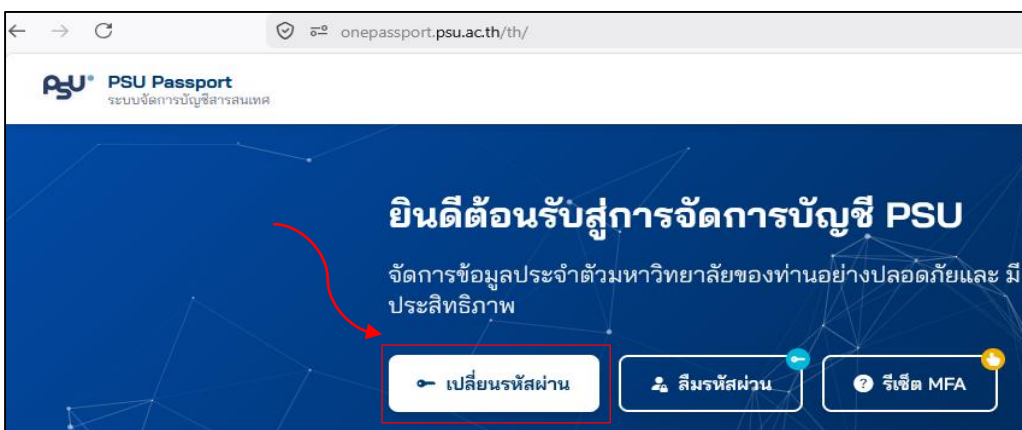 onepassport.psu.ac.th/th/
PSU PSU Passport
ระบบจัดการบัญชีสารสนเทศ
ยินดีต้อนรับสู่การจัดการบัญชี PSU
จัดการข้อมูลประจำตัวมหาวิทยาลัยของท่านอย่างปลอดภัยและ มี
ประสิทธิภาพ
เปลี่ยนรหัสผ่าน ลืมรหัสผ่าน ? รีเซ็ต MFA